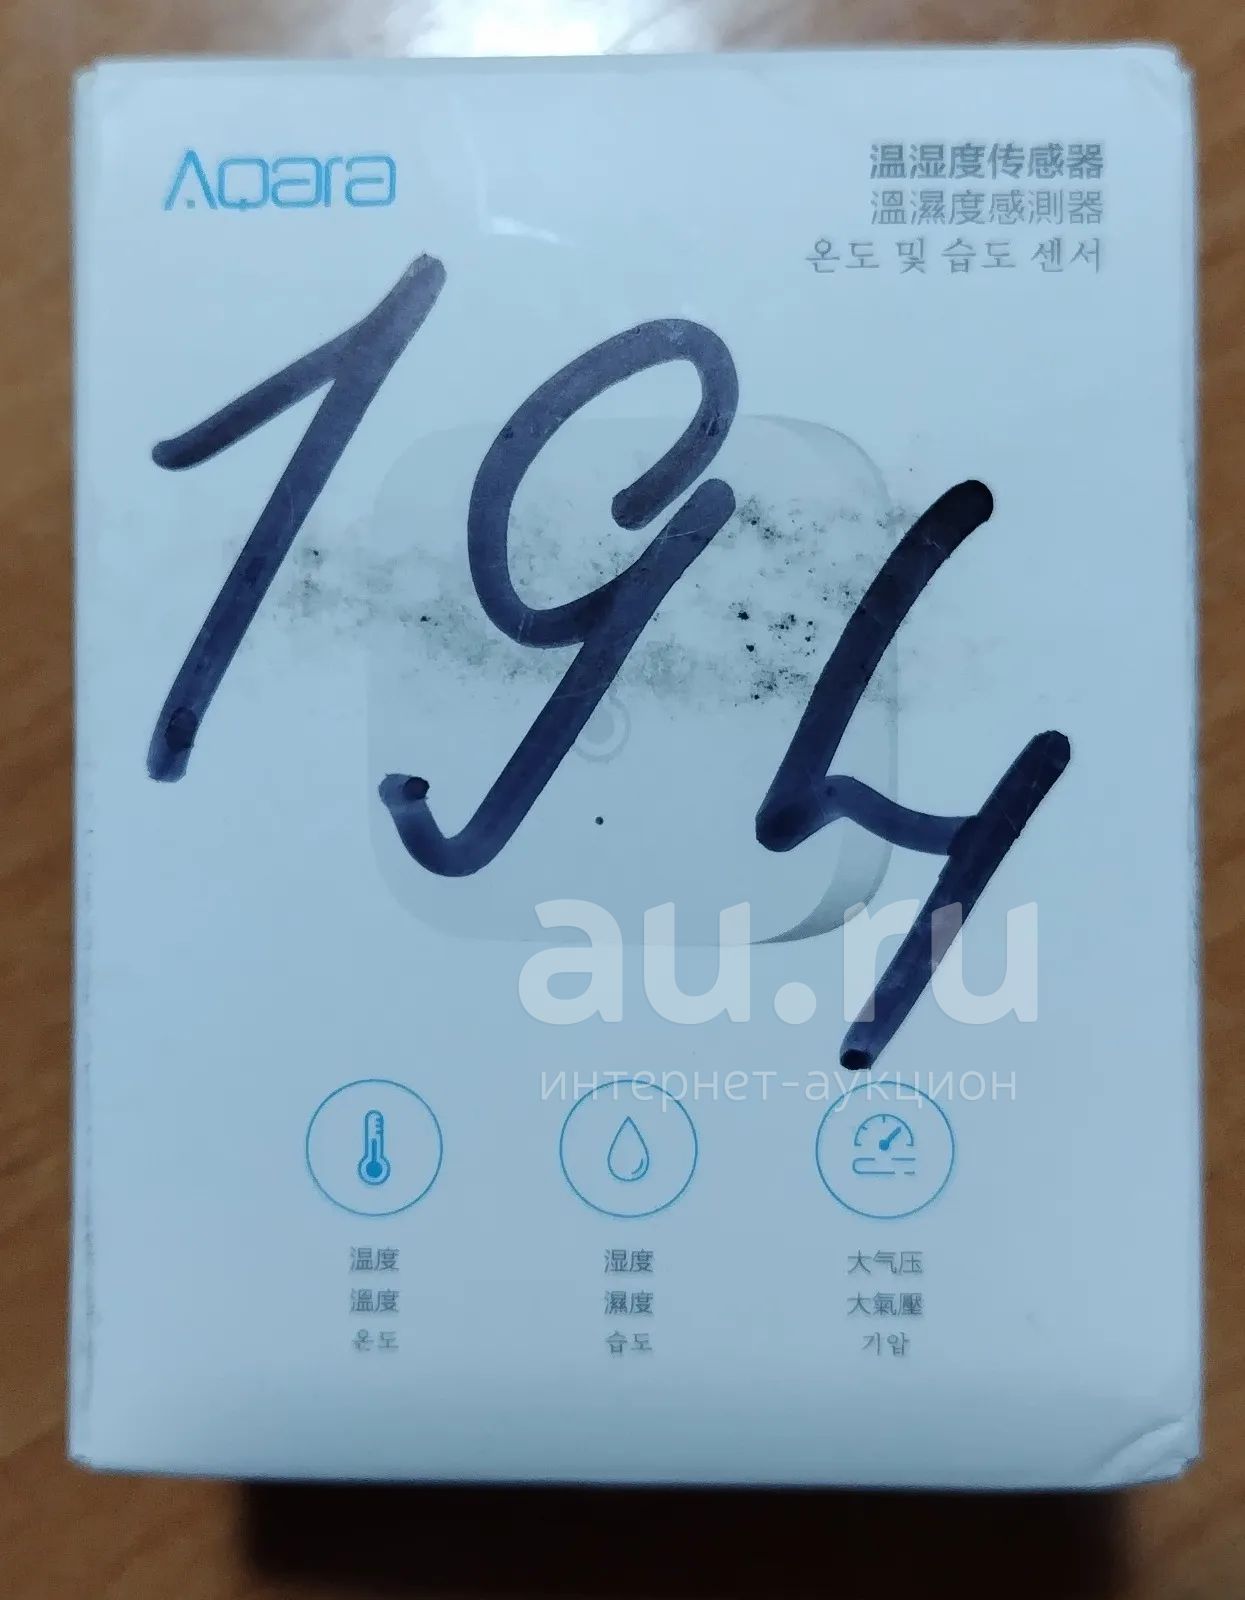 Aqara
温湿度传感器
溫濕度感測器
온도 및 습도 센서
194
au.ru
интернет-аукцион
温度
溫度
온도
湿度
濕度
습도
大气压
大氣壓
기압